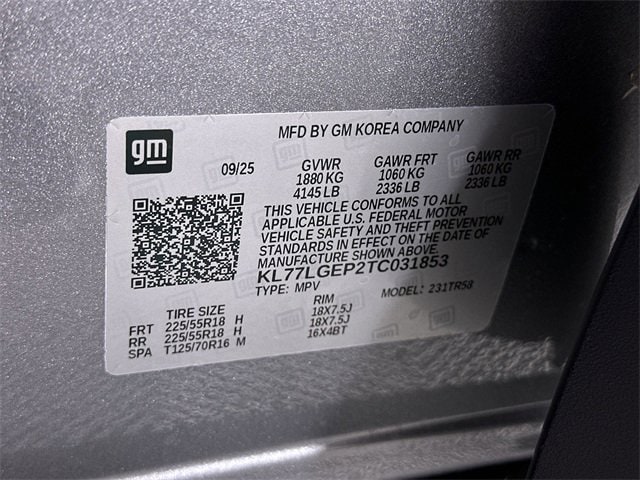 gm
MFD BY GM KOREA COMPANY
09/25 GVWR GAWR FRT GAWR RR
1880 KG 1060 KG 1060 KG
4145 LB 2336 LB 2336 LB
THIS VEHICLE CONFORMS TO ALL
APPLICABLE U.S. FEDERAL MOTOR
VEHICLE SAFETY AND THEFT PREVENTION
STANDARDS IN EFFECT ON THE DATE OF
MANUFACTURE SHOWN ABOVE.
KL77LGEP2TC031853
TYPE: MPV MODEL: 231TR58
TIRE SIZE RIM
FRT 225/55R18 H 18X7.5J
RR 225/55R18 H 18X7.5J
SPA T125/70R16 M 16X4BT